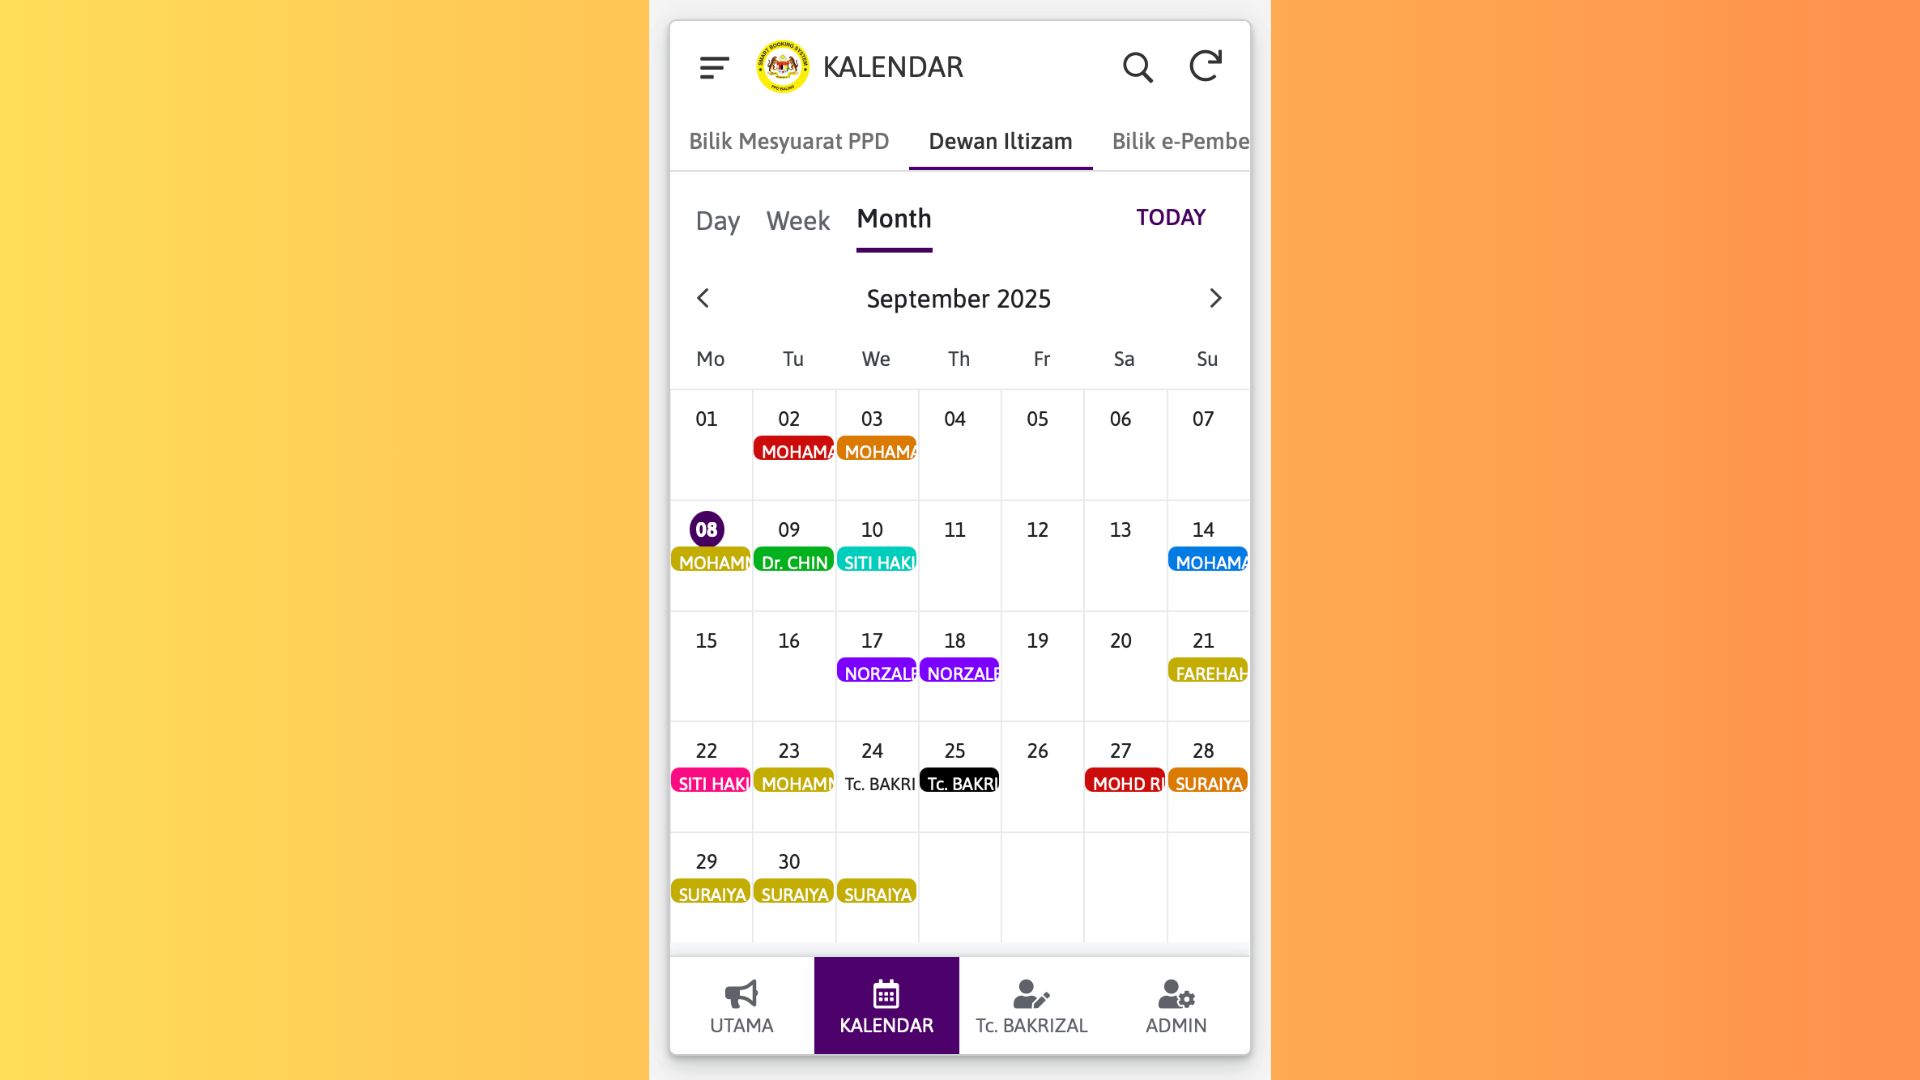 SMART BOOKING SYSTEM
KALENDAR
Bilik Mesyuarat PPD Dewan Iltizam Bilik e-Pembe
Day Week Month TODAY
September 2025
Mo Tu We Th Fr Sa Su
01 02 03 04 05 06 07
MOHAMA MOHAMA
08 09 10 11 12 13 14
MOHAMM Dr. CHIN SITI HAKI MOHAMA
15 16 17 18 19 20 21
NORZALE NORZALE FAREHAH
22 23 24 25 26 27 28
SITI HAKI MOHAMM Tc. BAKRI Tc. BAKRI MOHD RI SURAIYA
29 30
SURAIYA SURAIYA SURAIYA
UTAMA KALENDAR Tc. BAKRIZAL ADMIN